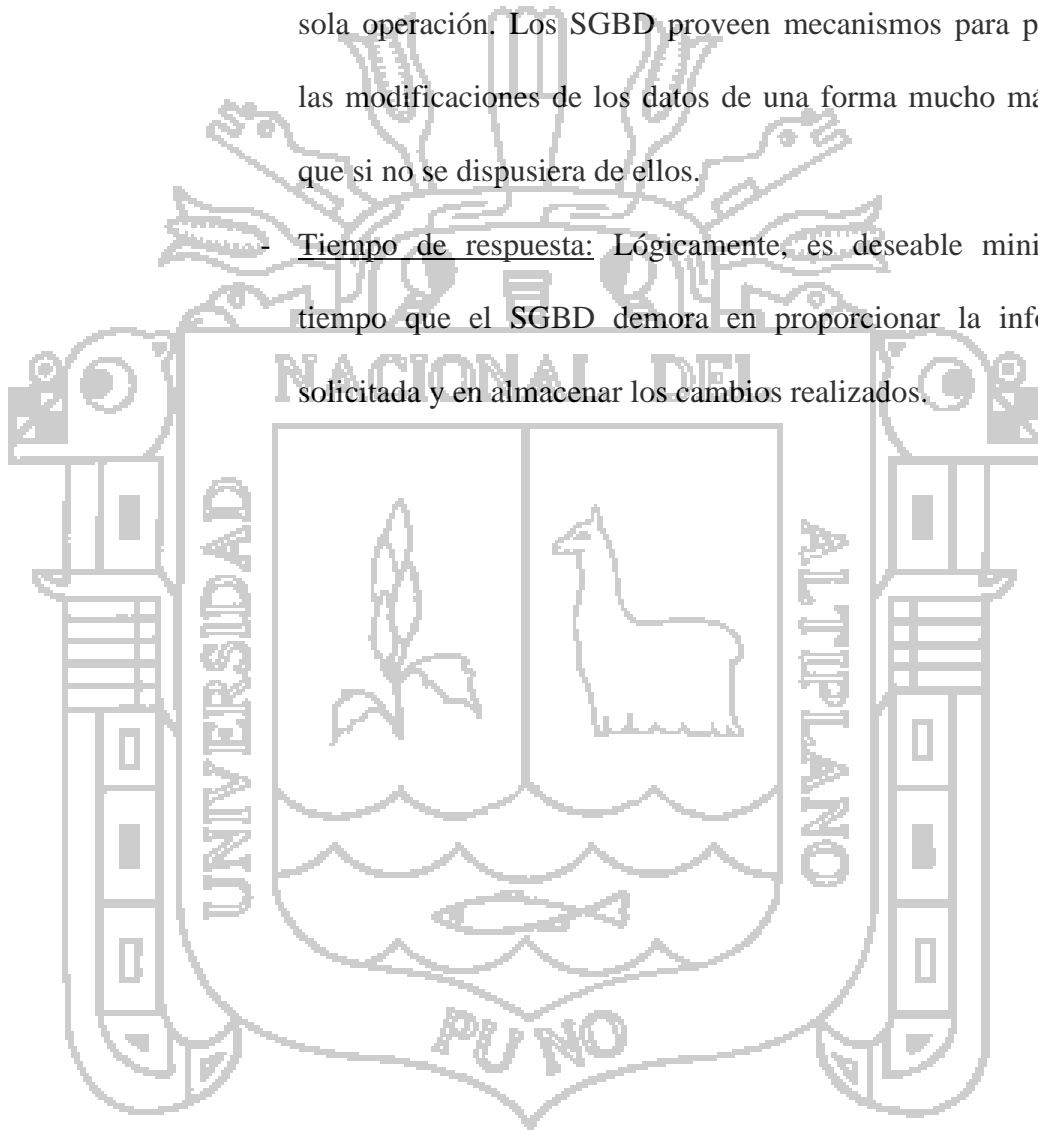 sola operación. Los SGBD proveen mecanismos para p
las modificaciones de los datos de una forma mucho má
que si no se dispusiera de ellos.
- Tiempo de respuesta: Lógicamente, es deseable mini
tiempo que el SGBD demora en proporcionar la info
solicitada y en almacenar los cambios realizados.
NACIONAL DEL
UNIVERSIDAD
ALTIPLANO
PUNO